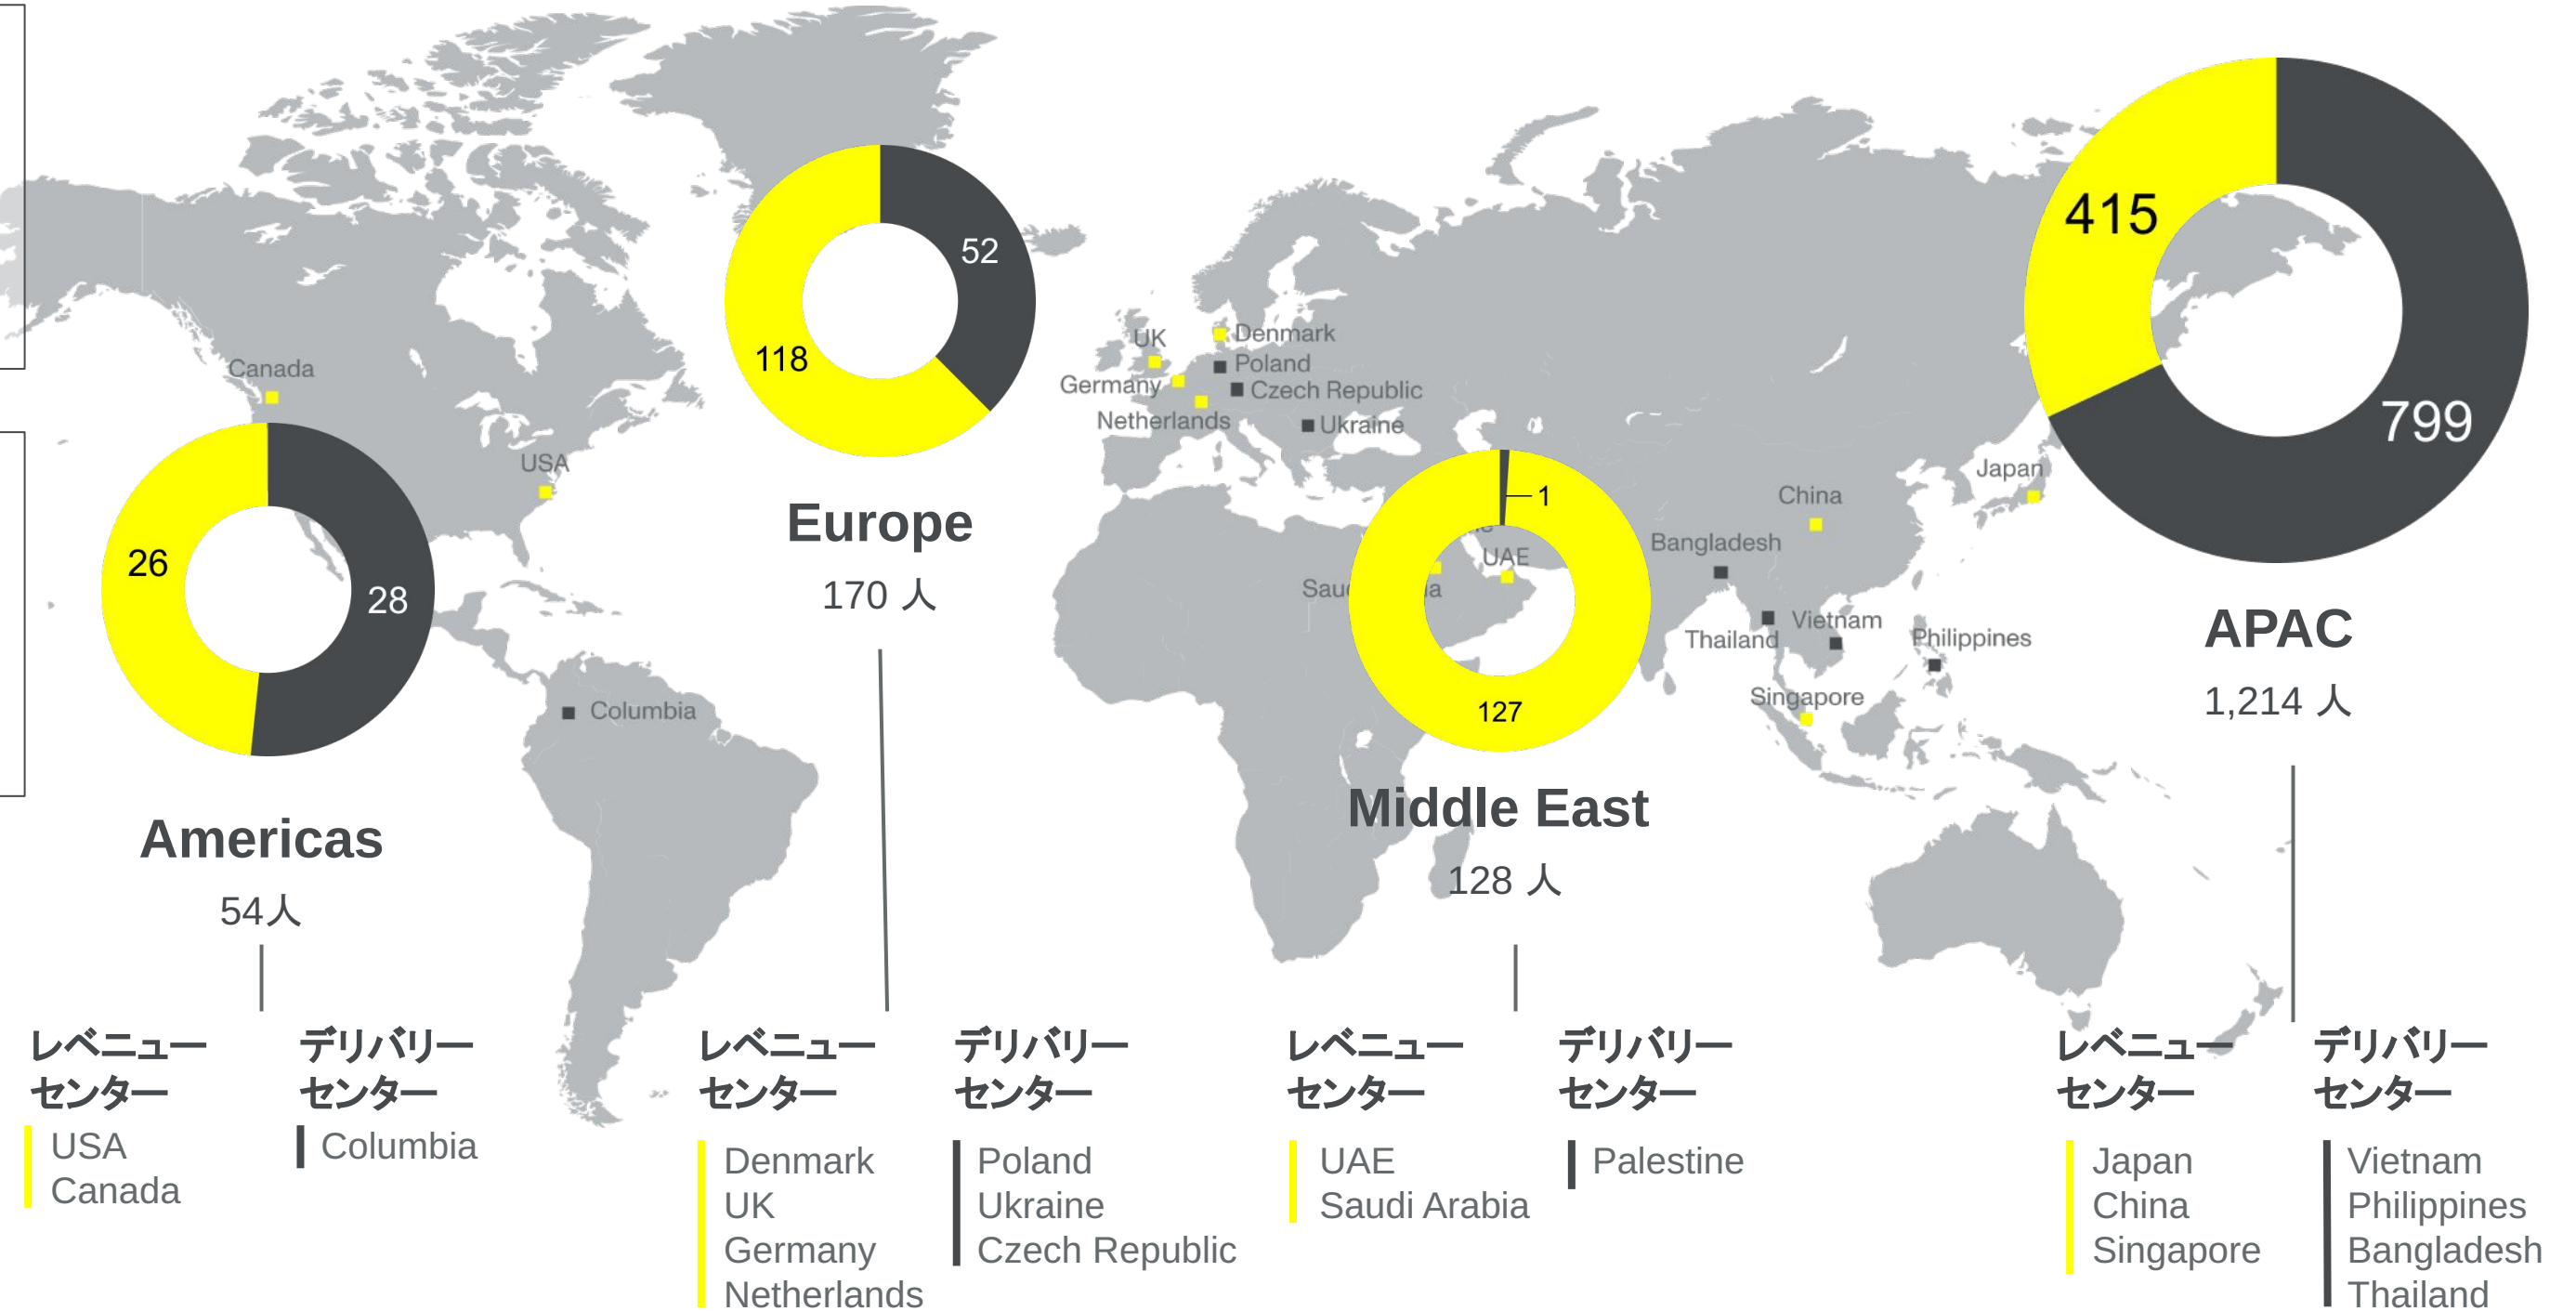 Canada
USA
Columbia
26
28
Americas
54人
52
118
Europe
170 人
UK
Denmark
Poland
Germany
Czech Republic
Netherlands
Ukraine
1
UAE
127
Middle East
128 人
Japan
China
Bangladesh
Vietnam
Thailand
Philippines
Singapore
415
799
APAC
1,214 人
レベニュー
センター
USA
Canada
デリバリー
センター
Columbia
レベニュー
センター
Denmark
UK
Germany
Netherlands
デリバリー
センター
Poland
Ukraine
Czech Republic
レベニュー
センター
UAE
Saudi Arabia
デリバリー
センター
Palestine
レベニュー
センター
Japan
China
Singapore
デリバリー
センター
Vietnam
Philippines
Bangladesh
Thailand